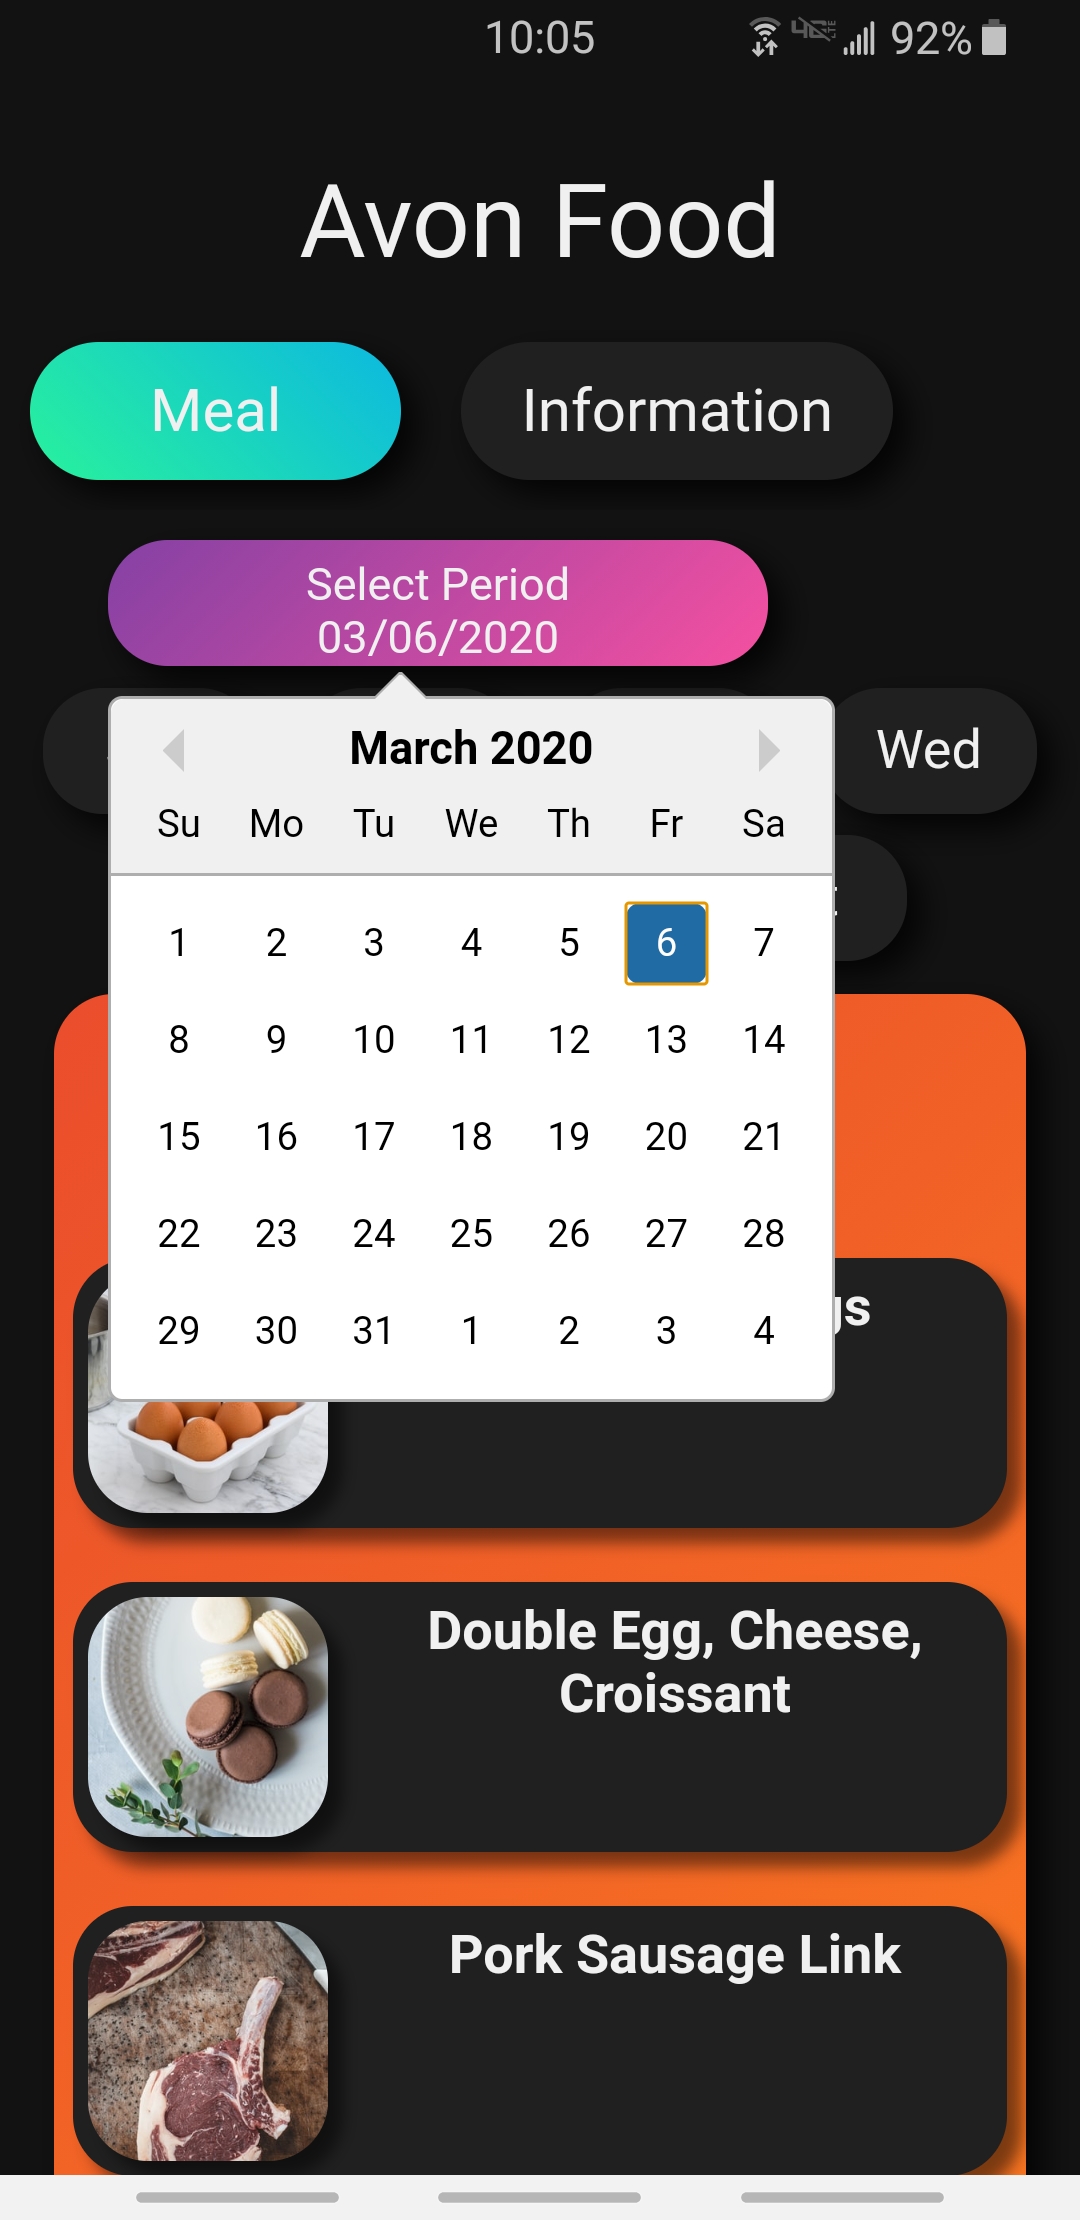 10:05 92%
Avon Food
Meal Information
Select Period
03/06/2020
March 2020
Wed
Su Mo Tu We Th Fr Sa
1 2 3 4 5 6 7
8 9 10 11 12 13 14
15 16 17 18 19 20 21
22 23 24 25 26 27 28
29 30 31 1 2 3 4
Double Egg, Cheese,
Croissant
Pork Sausage Link